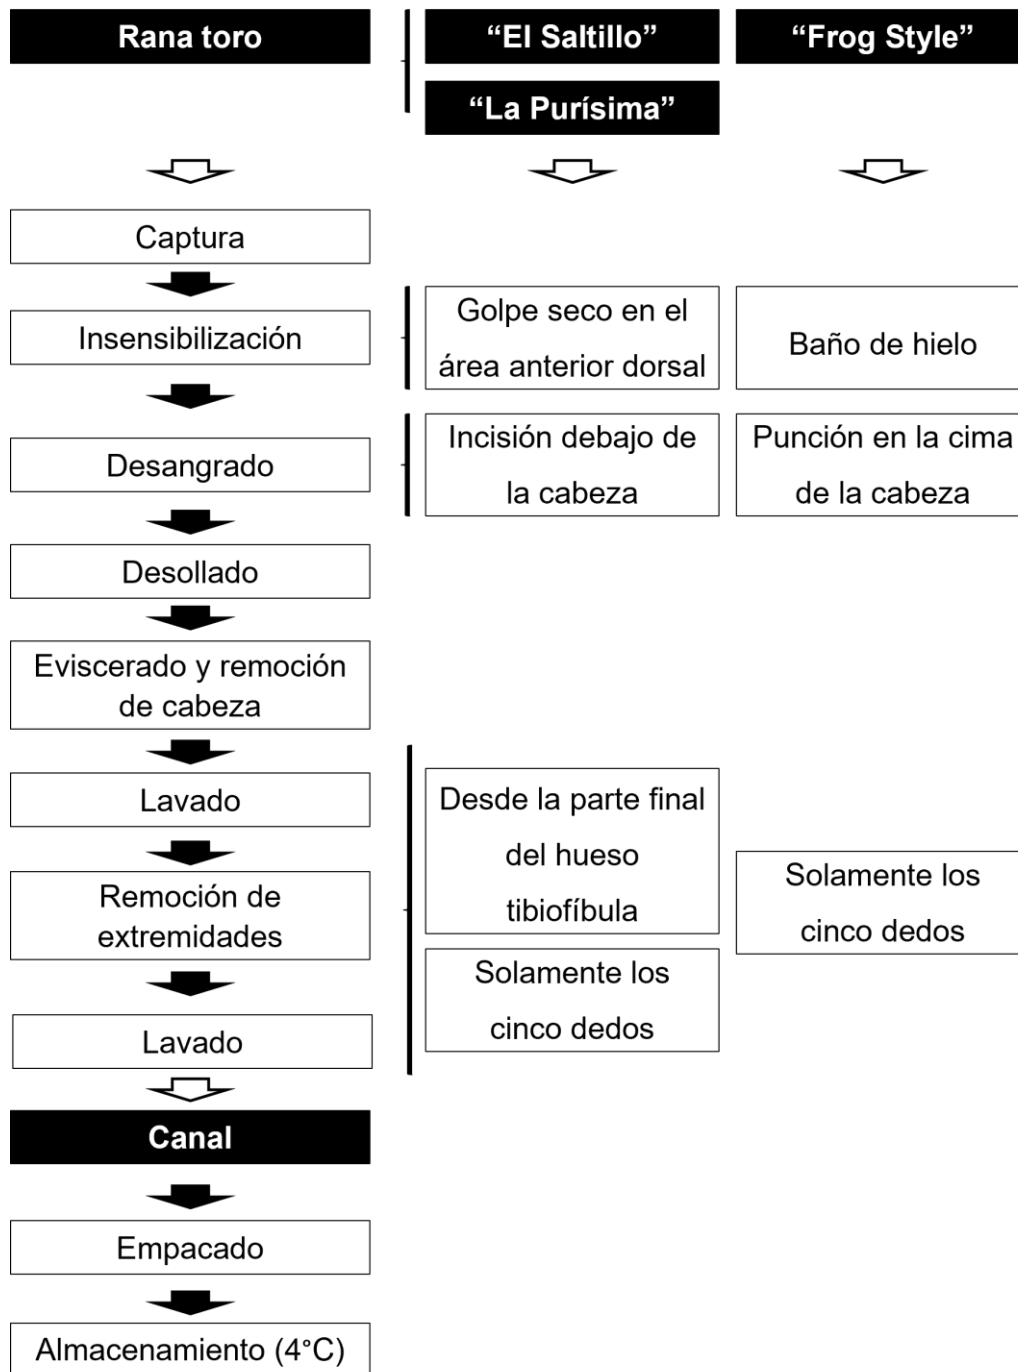 Rana toro
“El Saltillo”
“Frog Style”
“La Purísima”
Captura
Insensibilización
Golpe seco en el
área anterior dorsal
Baño de hielo
Desangrado
Incisión debajo de
la cabeza
Punción en la cima
de la cabeza
Desollado
Eviscerado y remoción
de cabeza
Lavado
Remoción de
extremidades
Desde la parte final
del hueso
tibiofíbula
Solamente los
cinco dedos
Solamente los
cinco dedos
Lavado
Canal
Empacado
Almacenamiento (4°C)